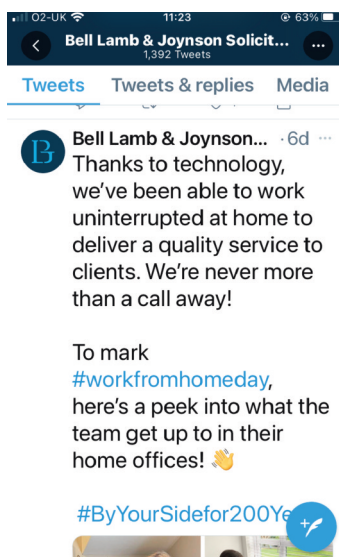 O2-UK 11:23 63%
Bell Lamb & Joynson Solicit...
1,392 Tweets
Tweets Tweets & replies Media
Bell Lamb & Joynson... ·6d
Thanks to technology,
we've been able to work
uninterrupted at home to
deliver a quality service to
clients. We're never more
than a call away!
To mark
#workfromhomeday,
here's a peek into what the
team get up to in their
home offices! 👋
#ByYourSidefor200Ye